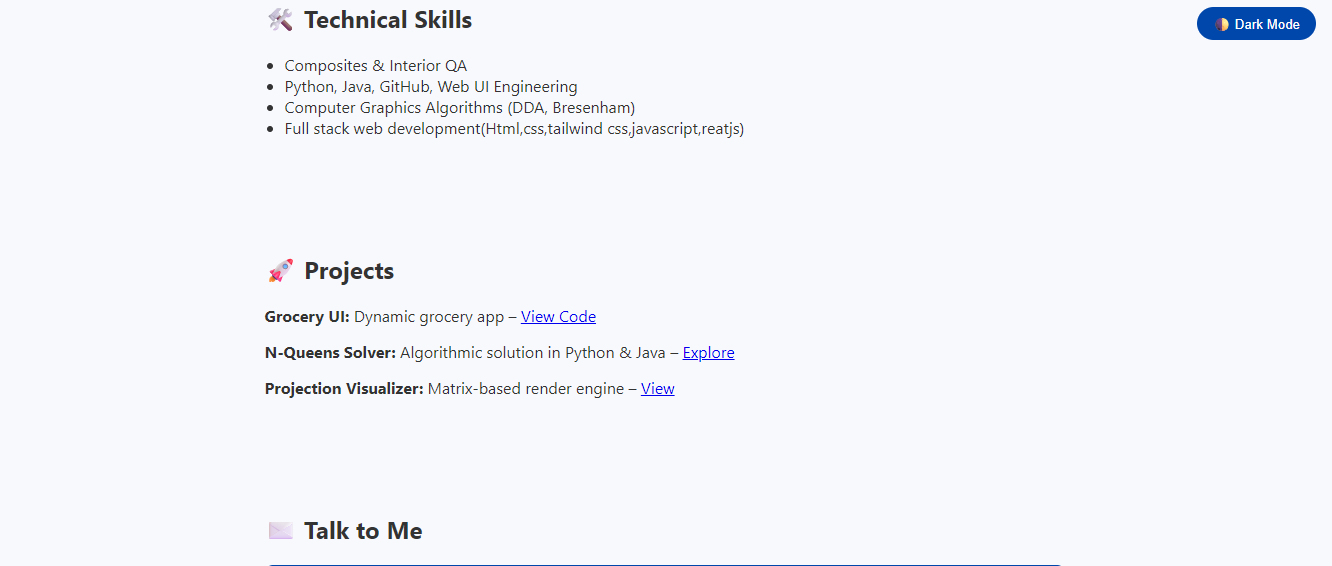 Technical Skills
Dark Mode
Composites & Interior QA
Python, Java, GitHub, Web UI Engineering
Computer Graphics Algorithms (DDA, Bresenham)
Full stack web development(Html,css,tailwind css,javascript,reatjs)
Projects
Grocery UI: Dynamic grocery app – View Code
N-Queens Solver: Algorithmic solution in Python & Java – Explore
Projection Visualizer: Matrix-based render engine – View
Talk to Me